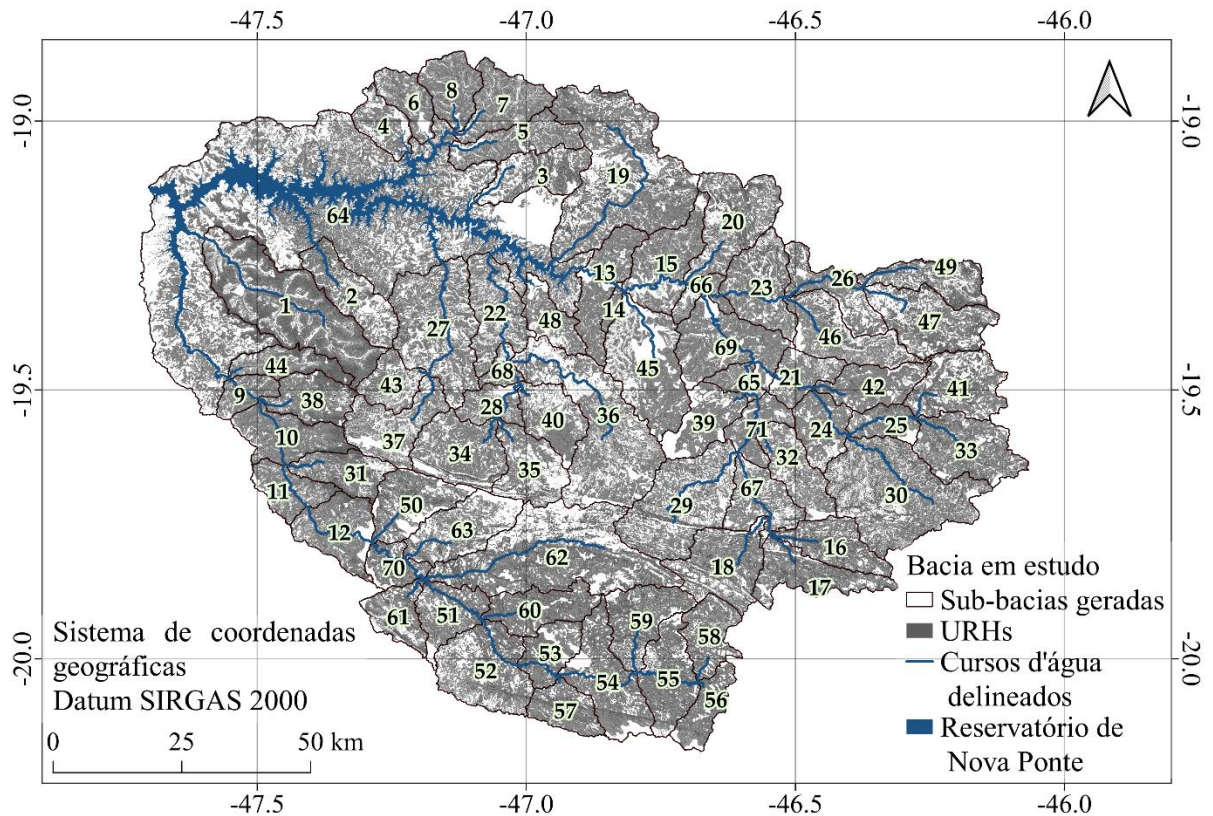 -47.5 -47.0 -46.5 -46.0
8
6 7
4 5
-19.0 -19.0
3 19
64 20
13 15 26 49
66 23
1 2 27 22 48 14 47
46
69
68 45
43 65 21 42 41
44
-19.5 9 38 -19.5
28 40 36 39 24 25
10 37 34 71 33
35 32
31 30
11 50 29 67
12 63 16
62 18
70 17
61 51 60 59 58
53
52 54 55
57 56
-20.0 -20.0
Bacia em estudo
Sub-bacias geradas
URHs
Cursos d'água
delineados
Reservatório de
Nova Ponte
Sistema de coordenadas
geográficas
Datum SIRGAS 2000
0 25 50 km
-47.5 -47.0 -46.5 -46.0